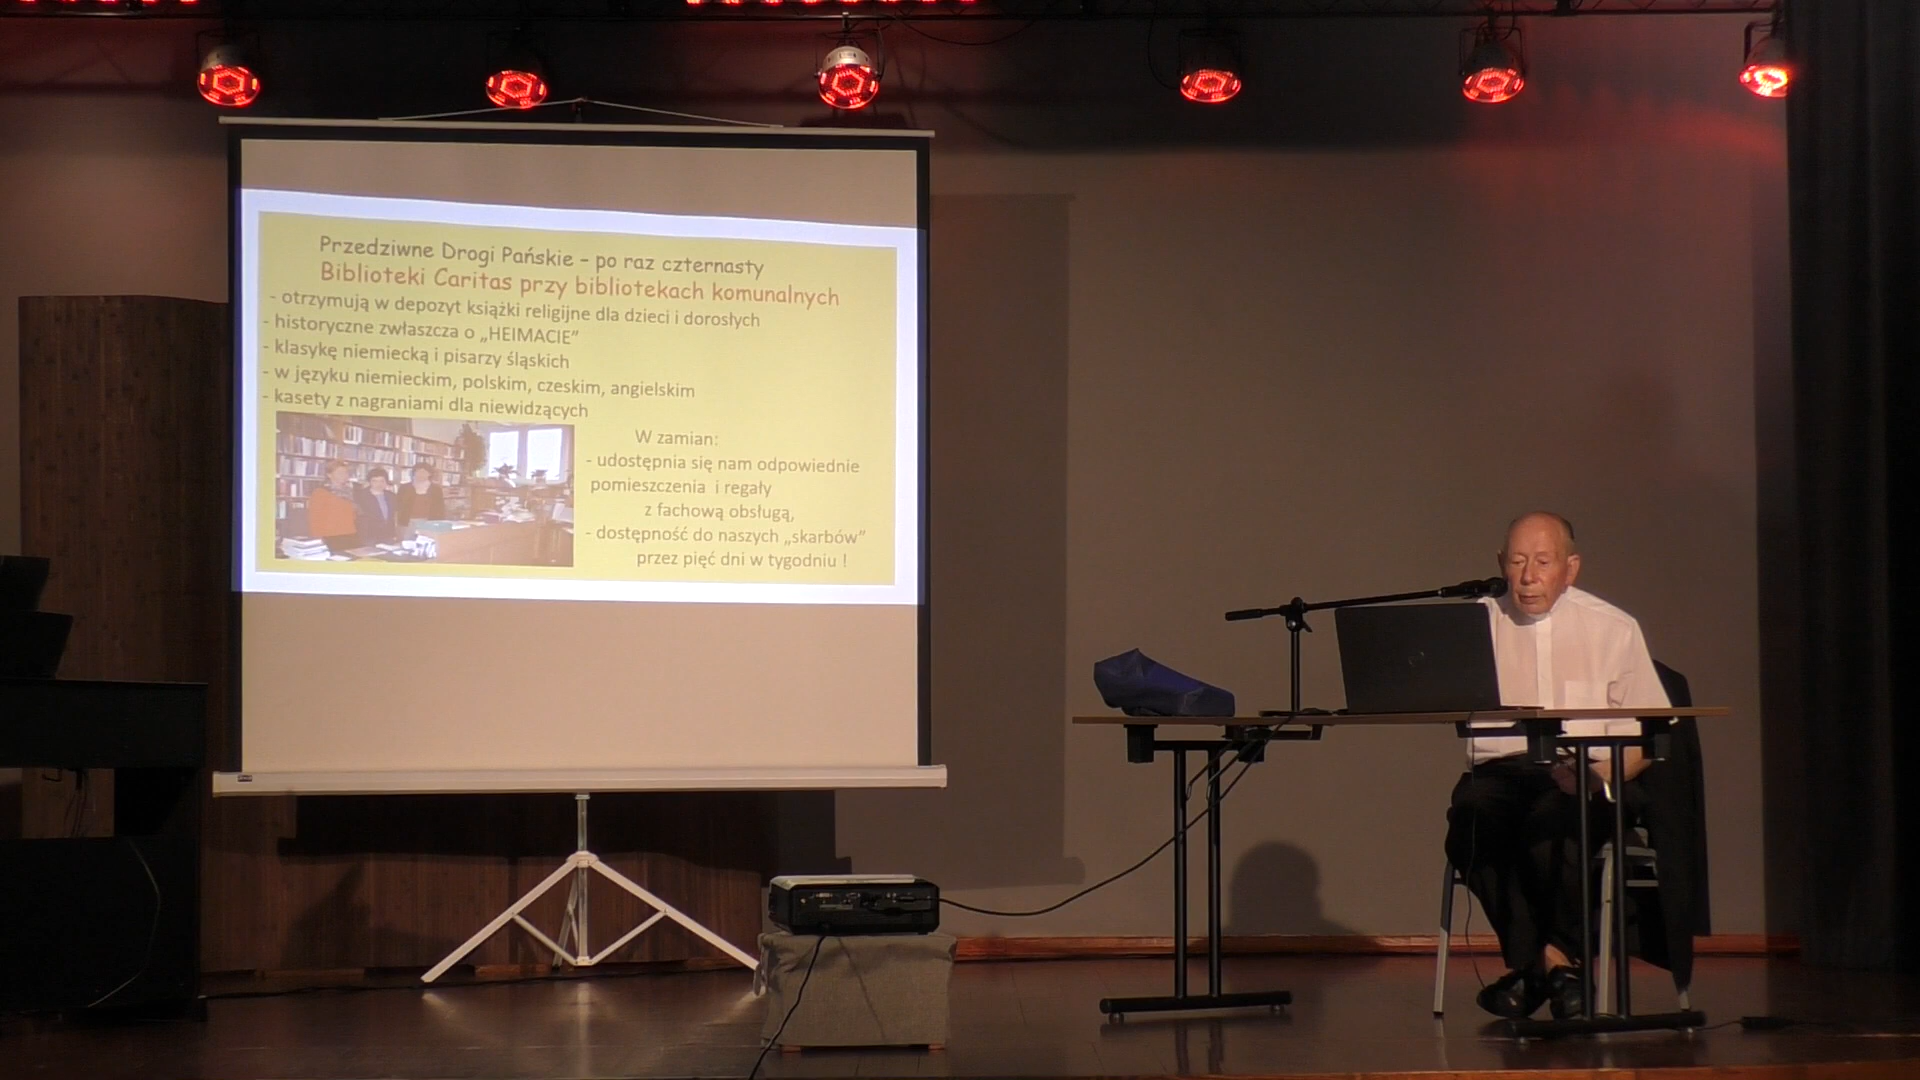 Przedziwne Drogi Pańskie - po raz czternasty
Biblioteki Caritas przy bibliotekach komunalnych
- otrzymują w depozyt książki religijne dla dzieci i dorosłych
- historyczne zwłaszcza o „HEIMACIE”
- klasykę niemiecką i pisarzy śląskich
- w języku niemieckim, polskim, czeskim, angielskim
- kasety z nagraniami dla niewidzących
W zamian:
- udostępnia się nam odpowiednie
pomieszczenia i regały
z fachową obsługą,
- dostępność do naszych „skarbów”
przez pięć dni w tygodniu !